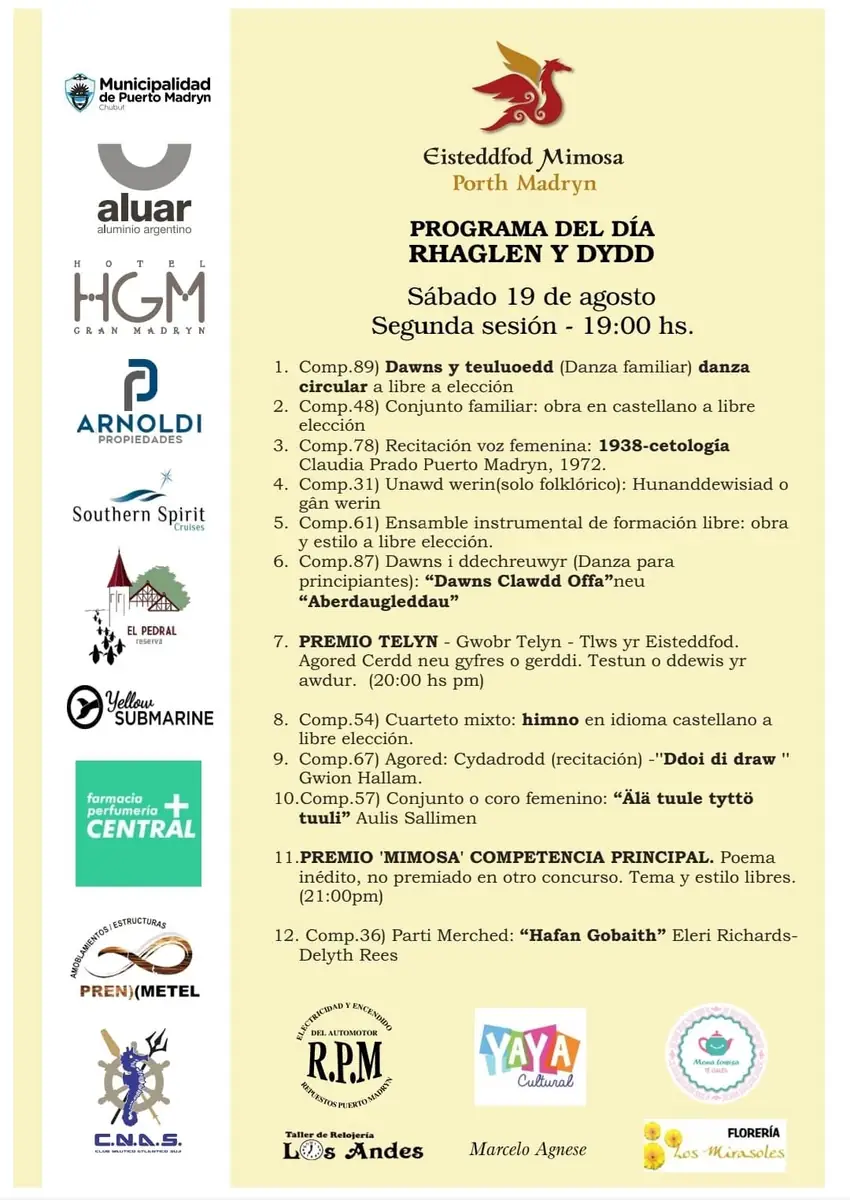 Municipalidad
de Puerto Madryn
Chubut
aluar
aluminio argentino
HOTEL
HGM
GRAN MADRYN
ARNOLDI
PROPIEDADES
Southern Spirit
Cruises
EL PEDRAL
reserva
Yellow
SUBMARINE
farmacia
perfumería
CENTRAL
AMOBLAMIENTOS / ESTRUCTURAS
PREN)(METEL
C.N.A.S.
CLUB NÁUTICO ATLÁNTICO SUD
Eisteddfod Mimosa
Porth Madryn
PROGRAMA DEL DÍA
RHAGLEN Y DYDD
Sábado 19 de agosto
Segunda sesión - 19:00 hs.
1. Comp.89) Dawns y teuluoedd (Danza familiar) danza
circular a libre a elección
2. Comp.48) Conjunto familiar: obra en castellano a libre
elección
3. Comp.78) Recitación voz femenina: 1938-cetología
Claudia Prado Puerto Madryn, 1972.
4. Comp.31) Unawd werin(solo folklórico): Hunanddewisiad o
gân werin
5. Comp.61) Ensamble instrumental de formación libre: obra
y estilo a libre elección.
6. Comp.87) Dawns i ddechreuwyr (Danza para
principiantes): “Dawns Clawdd Offa”neu
“Aberdaugleddau”
7. PREMIO TELYN - Gwobr Telyn - Tlws yr Eisteddfod.
Agored Cerdd neu gyfres o gerddi. Testun o ddewis yr
awdur. (20:00 hs pm)
8. Comp.54) Cuarteto mixto: himno en idioma castellano a
libre elección.
9. Comp.67) Agored: Cydadrodd (recitación) -"Ddoi di draw "
Gwion Hallam.
10.Comp.57) Conjunto o coro femenino: “Älä tuule tyttö
tuuli” Aulis Sallimen
11.PREMIO 'MIMOSA' COMPETENCIA PRINCIPAL. Poema
inédito, no premiado en otro concurso. Tema y estilo libres.
(21:00pm)
12. Comp.36) Parti Merched: “Hafan Gobaith” Eleri Richards-
Delyth Rees
ELECTRICIDAD Y ENCENDIDO
DEL AUTOMOTOR
R.P.M
REPUESTOS PUERTO MADRYN
YAYA
Cultural
TE GALES
Taller de Relojería
Los Andes
Marcelo Agnese
FLORERÍA
Los Mirasoles